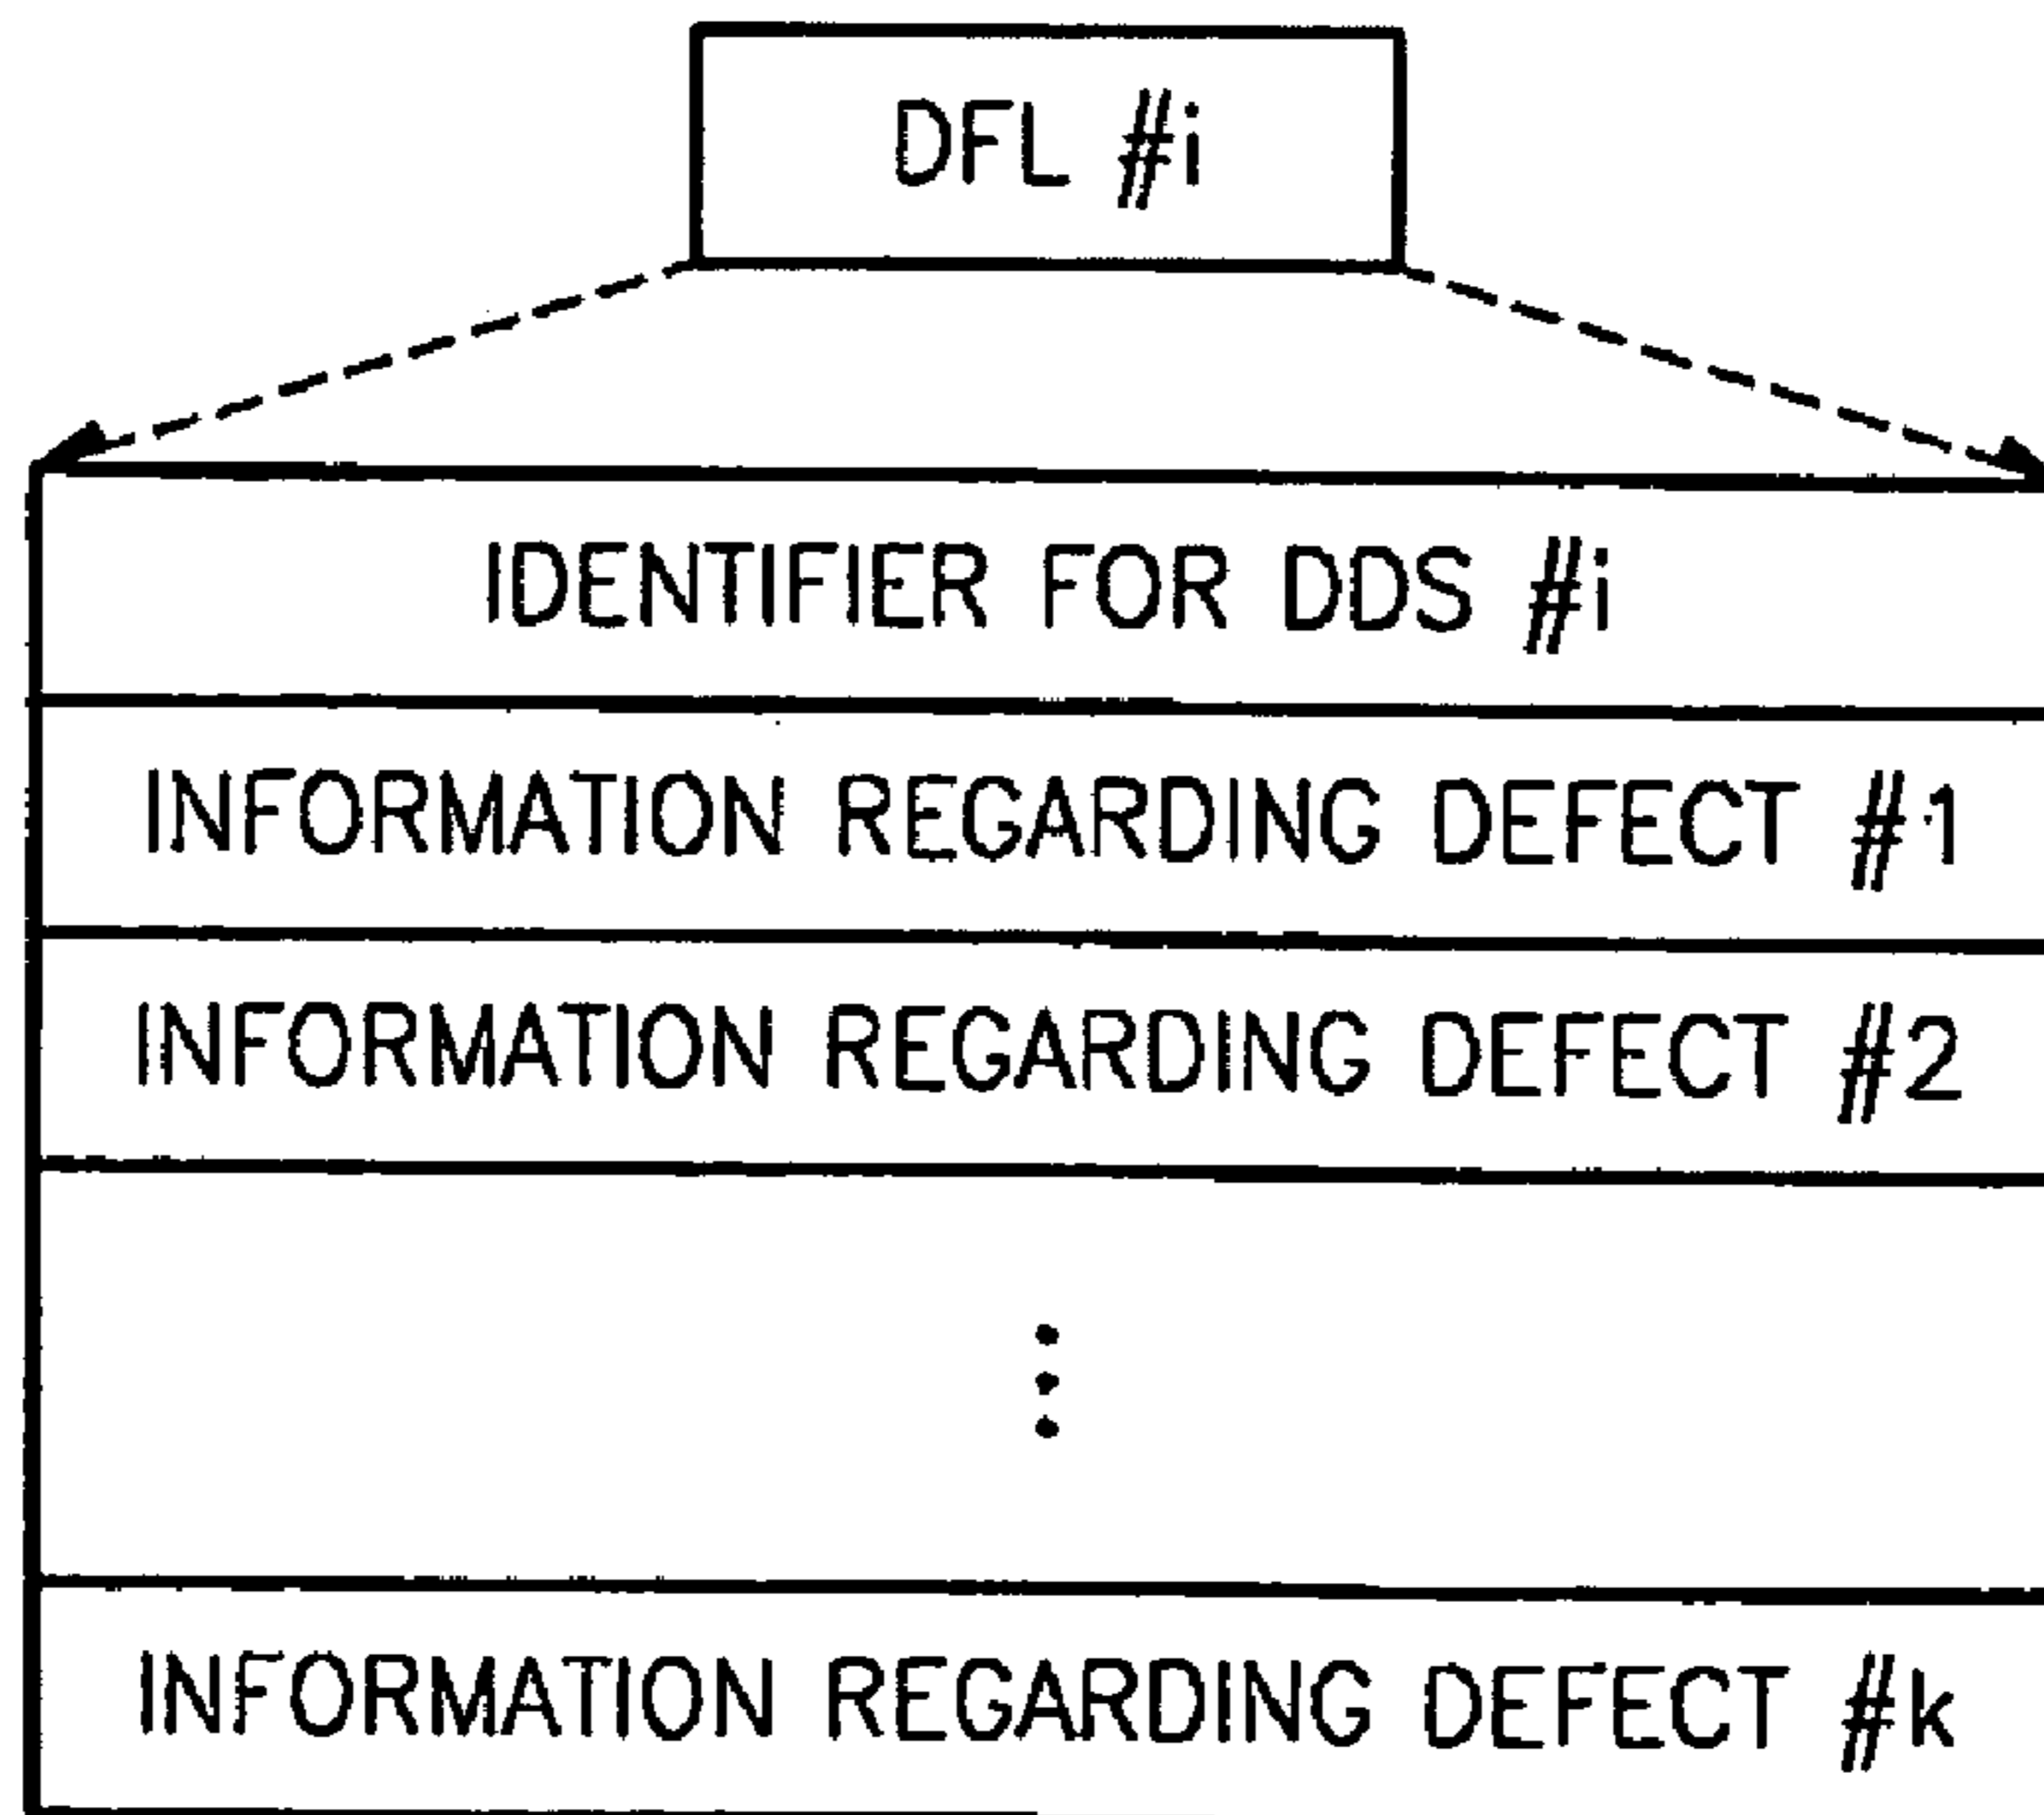 DFL #i
IDENTIFIER FOR DDS #i
INFORMATION REGARDING DEFECT #1
INFORMATION REGARDING DEFECT #2
INFORMATION REGARDING DEFECT #k